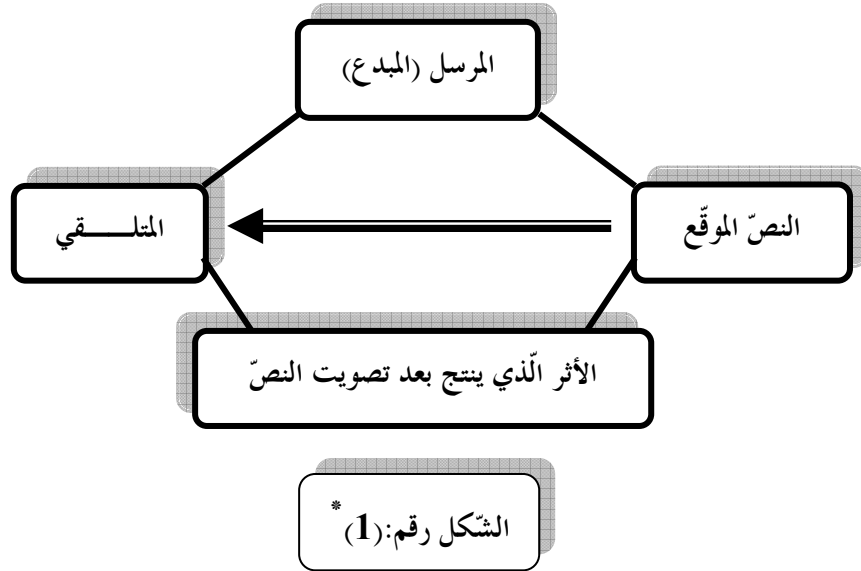 المرسل (المبدع)
النصّ الموقّع
المتلـــــقي
الأثر الّذي ينتج بعد تصويت النصّ
الشّكل رقم:(1)*